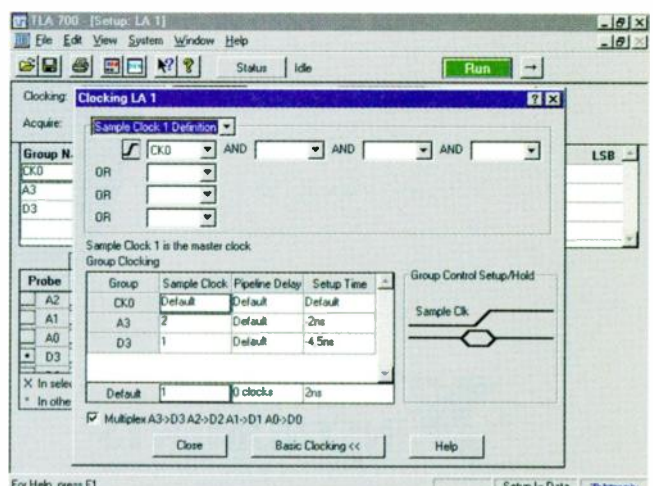 TLA 700 - [Setup: LA 1]
File Edit View System Window Help
Status Idle Run
Clocking:
Clocking LA 1
Acquire:
Sample Clock 1 Definition
CK0 AND AND AND
OR
OR
OR
Group N LSB
CK0
A3
D3
Sample Clock 1 is the master clock
Group Clocking
Group Sample Clock Pipeline Delay Setup Time
CK0 Default Default Default
A3 2 Default -2ns
D3 1 Default -4.5ns
Default 1 0 clocks 2ns
Group Control Setup/Hold
Sample Clk
Probe
A2
A1
A0
D3
X In selec
* In othe
Multiplex A3->D3 A2->D2 A1->D1 A0->D0
Close Basic Clocking << Help
For Help, press F1